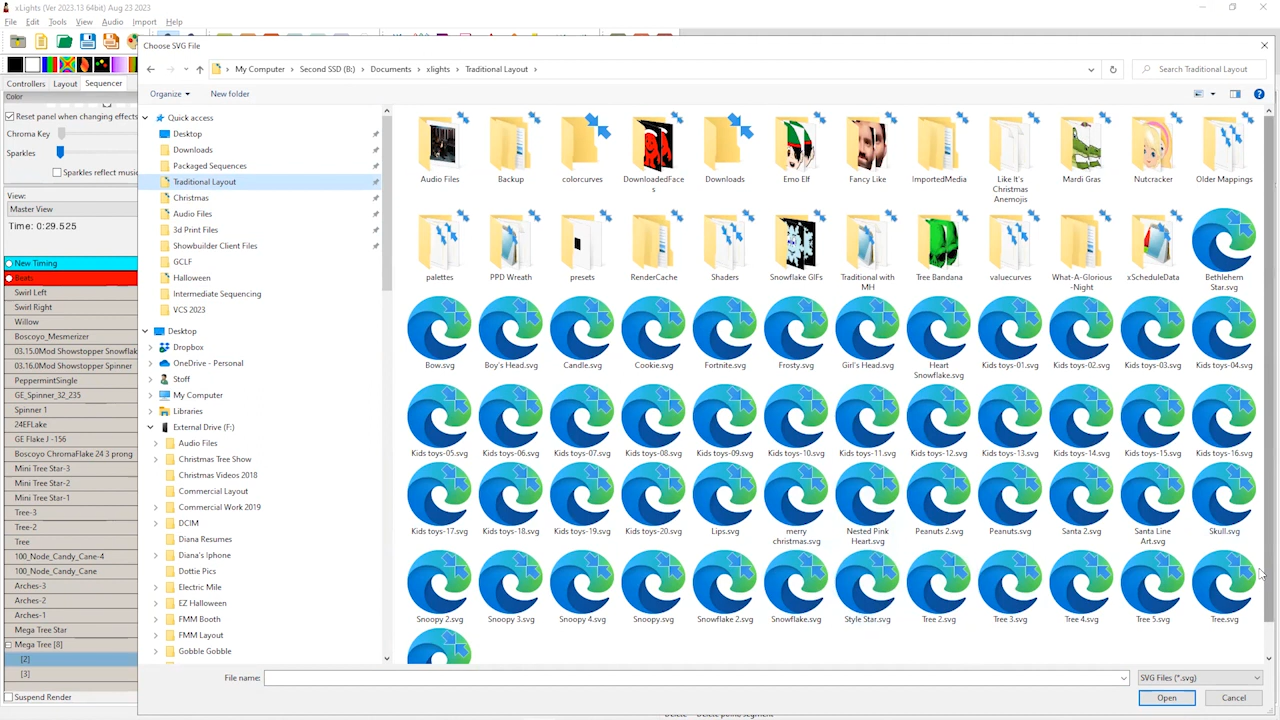 xLights (Ver 2023.13 64bit) Aug 23 2023
File Edit Tools View Audio Import Help
Choose SVG File
My Computer > Second SSD (B:) > Documents > xlights > Traditional Layout >
Search Traditional Layout
Organize
New folder
Controllers Layout Sequencer
Color
Reset panel when changing effects
Chroma Key
Sparkles
Sparkles reflect music
View:
Master View
Time: 0:29.525
New Timing
Beats
Swirl Left
Swirl Right
Willow
Boscoyo_Mesmerizer
03.15.0Mod Showstopper Snowflak
03.16.0Mod Showstopper Spinner
PeppermintSingle
GE_Spinner_32_235
Spinner 1
24EFLake
GE Flake J -156
Boscoyo ChromaFlake 24 3 prong
Mini Tree Star-3
Mini Tree Star-2
Mini Tree Star-1
Tree-3
Tree-2
Tree
100_Node_Candy_Cane-4
100_Node_Candy_Cane
Arches-3
Arches-2
Arches-1
Mega Tree Star
Mega Tree [8]
[2]
[3]
Suspend Render
Quick access
Desktop
Downloads
Packaged Sequences
Traditional Layout
Christmas
Audio Files
3d Print Files
Showbuilder Client Files
GCLF
Halloween
Intermediate Sequencing
VCS 2023
Desktop
Dropbox
OneDrive - Personal
Stoff
My Computer
Libraries
External Drive (F:)
Audio Files
Christmas Tree Show
Christmas Videos 2018
Commercial Layout
Commercial Work 2019
DCIM
Diana Resumes
Diana's Iphone
Dottie Pics
Electric Mile
EZ Halloween
FMM Booth
FMM Layout
Gobble Gobble
Audio Files
Backup
colorcurves
DownloadedFaces
Downloads
Emo Elf
Fancy Like
ImportedMedia
Like It's Christmas Anemojis
Mardi Gras
Nutcracker
Older Mappings
palettes
PPD Wreath
presets
RenderCache
Shaders
Snowflake GIFs
Traditional with MH
Tree Bandana
valuecurves
What-A-Glorious-Night
xScheduleData
Bethlehem Star.svg
Bow.svg
Boy's Head.svg
Candle.svg
Cookie.svg
Fortnite.svg
Frosty.svg
Girl's Head.svg
Heart Snowflake.svg
Kids toys-01.svg
Kids toys-02.svg
Kids toys-03.svg
Kids toys-04.svg
Kids toys-05.svg
Kids toys-06.svg
Kids toys-07.svg
Kids toys-08.svg
Kids toys-09.svg
Kids toys-10.svg
Kids toys-11.svg
Kids toys-12.svg
Kids toys-13.svg
Kids toys-14.svg
Kids toys-15.svg
Kids toys-16.svg
Kids toys-17.svg
Kids toys-18.svg
Kids toys-19.svg
Kids toys-20.svg
Lips.svg
merry christmas.svg
Nested Pink Heart.svg
Peanuts 2.svg
Peanuts.svg
Santa 2.svg
Santa Line Art.svg
Skull.svg
Snoopy 2.svg
Snoopy 3.svg
Snoopy 4.svg
Snoopy.svg
Snowflake 2.svg
Snowflake.svg
Style Star.svg
Tree 2.svg
Tree 3.svg
Tree 4.svg
Tree 5.svg
Tree.svg
File name:
SVG Files (*.svg)
Open
Cancel